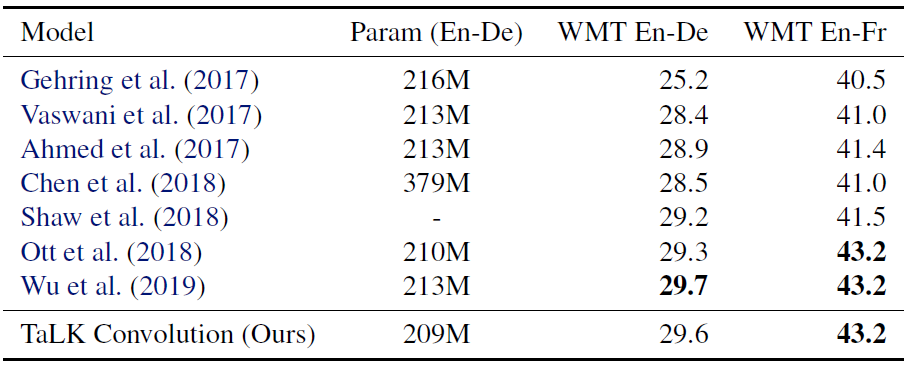 Model Param (En-De) WMT En-De WMT En-Fr
Gehring et al. (2017) 216M 25.2 40.5
Vaswani et al. (2017) 213M 28.4 41.0
Ahmed et al. (2017) 213M 28.9 41.4
Chen et al. (2018) 379M 28.5 41.0
Shaw et al. (2018) - 29.2 41.5
Ott et al. (2018) 210M 29.3 43.2
Wu et al. (2019) 213M 29.7 43.2
TaLK Convolution (Ours) 209M 29.6 43.2